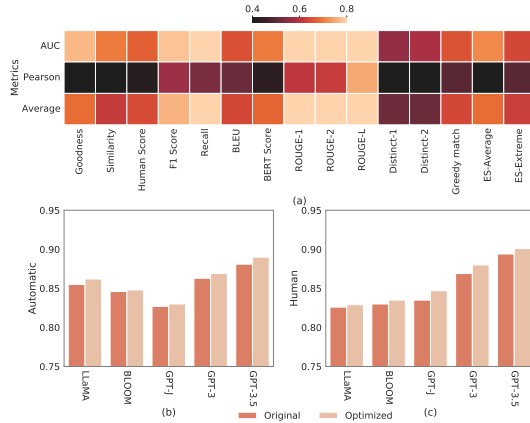 0.4 0.6 0.8
Metrics
AUC
Pearson
Average
Goodness
Similarity
Human Score
F1 Score
Recall
BLEU
BERT Score
ROUGE-1
ROUGE-2
ROUGE-L
Distinct-1
Distinct-2
Greedy match
ES-Average
ES-Extreme
(a)
Automatic
0.95
0.90
0.85
0.80
0.75
LLaMA
BLOOM
GPT-J
GPT-3
GPT-3.5
(b)
Human
0.95
0.90
0.85
0.80
0.75
LLaMA
BLOOM
GPT-J
GPT-3
GPT-3.5
(c)
Original
Optimized